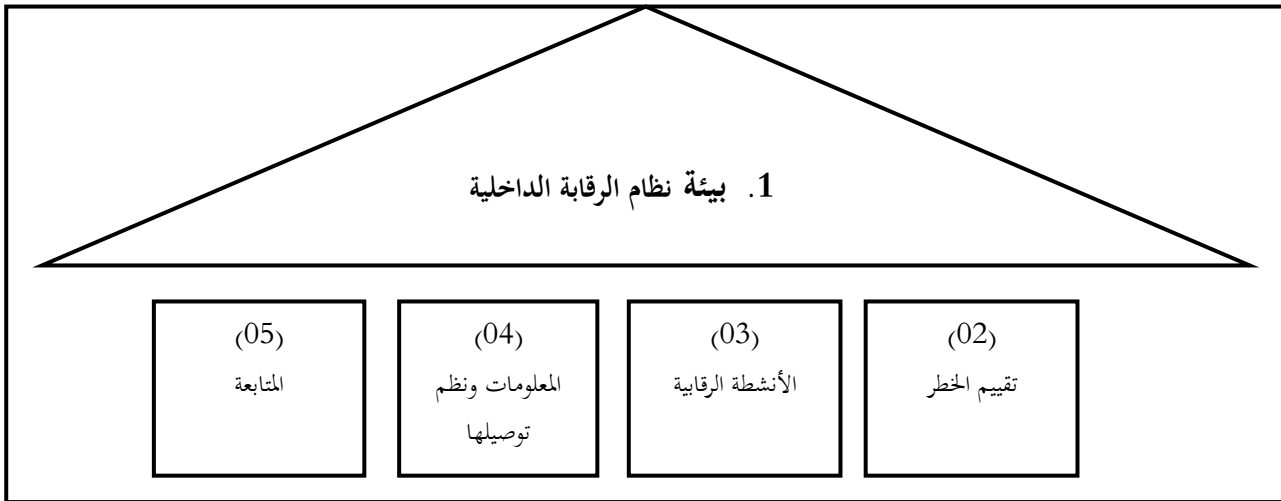 1. بيئة نظام الرقابة الداخلية
(02)
تقييم الخطر
(03)
الأنشطة الرقابية
(04)
المعلومات ونظم
توصيلها
(05)
المتابعة